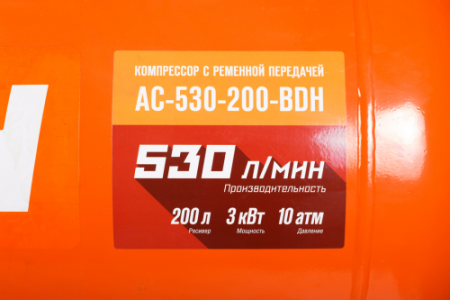 КОМПРЕССОР С РЕМЕННОЙ ПЕРЕДАЧЕЙ
AC-530-200-BDH
530 л/мин
Производительность
200 л 3 кВт 10 атм
Ресивер Мощность Давление